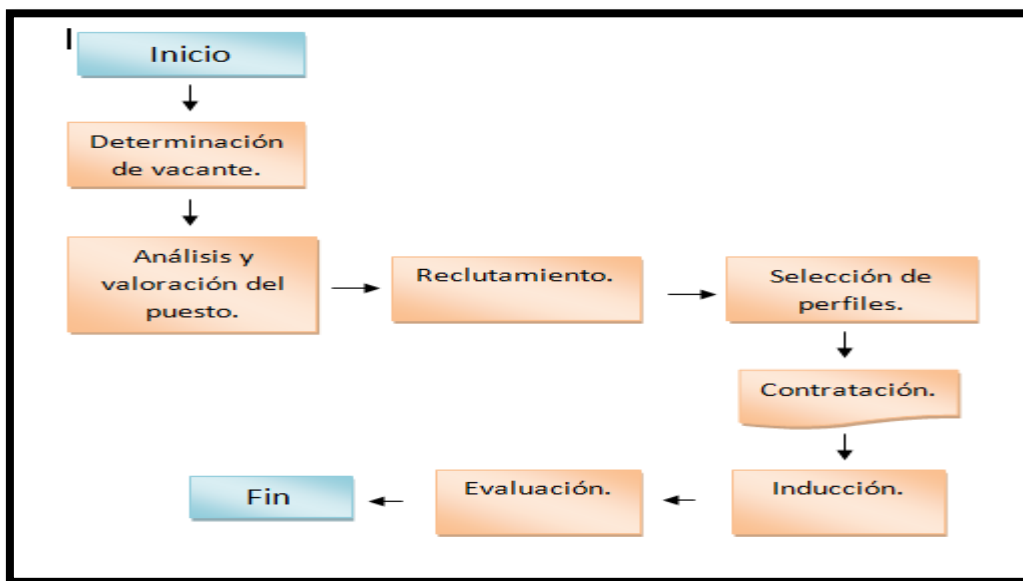 Inicio
Determinación
de vacante.
Análisis y
valoración del
puesto.
Reclutamiento.
Selección de
perfiles.
Contratación.
Inducción.
Evaluación.
Fin